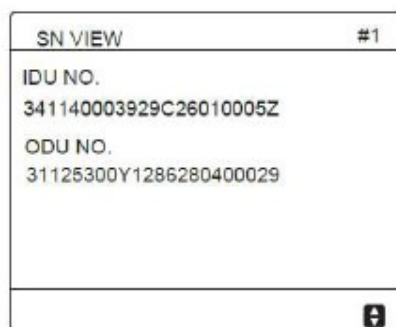 SN VIEW #1
IDU NO.
341140003929C26010005Z
ODU NO.
31125300Y1286280400029